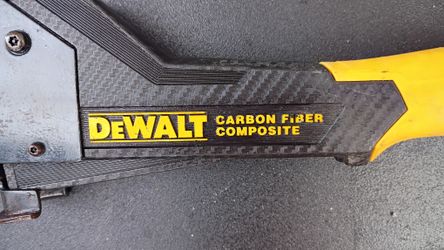 DeWALT
CARBON FIBER
COMPOSITE